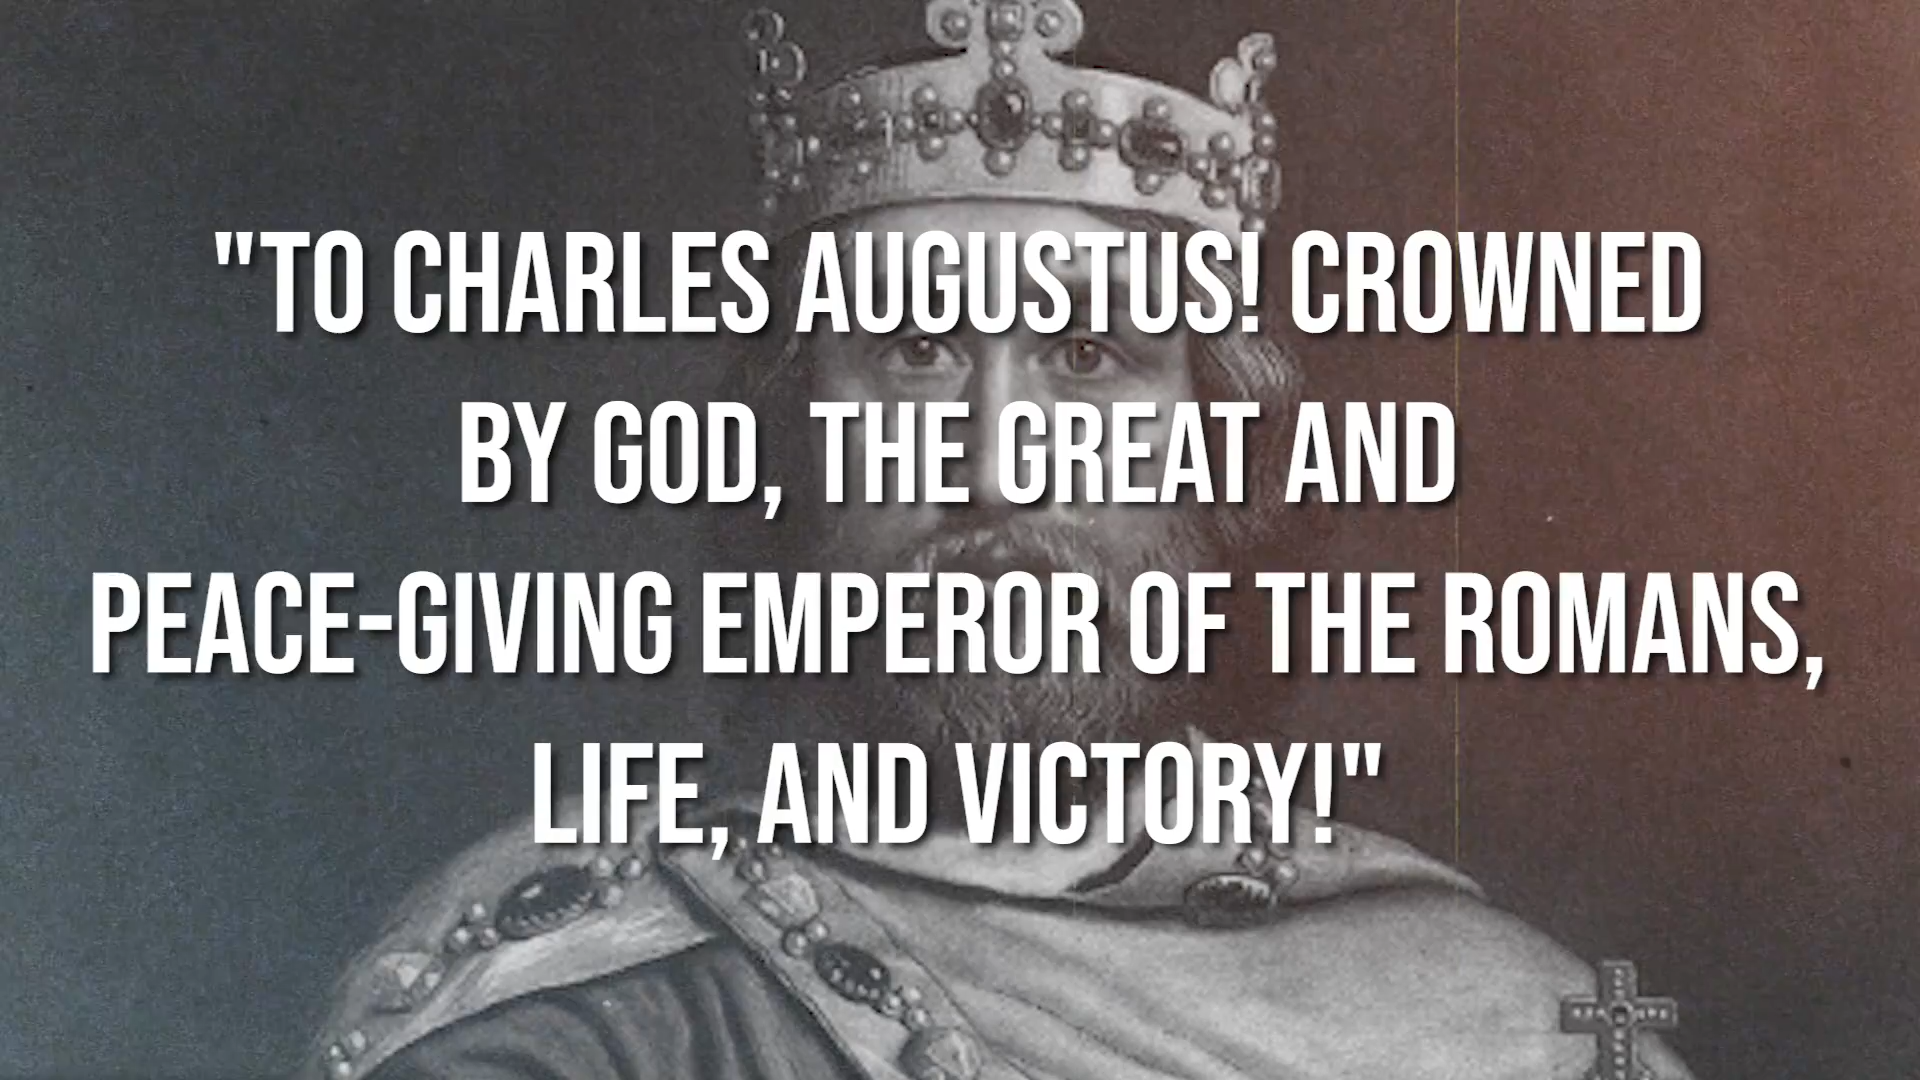 "TO CHARLES AUGUSTUS! CROWNED
BY GOD, THE GREAT AND
PEACE-GIVING EMPEROR OF THE ROMANS,
LIFE, AND VICTORY!"